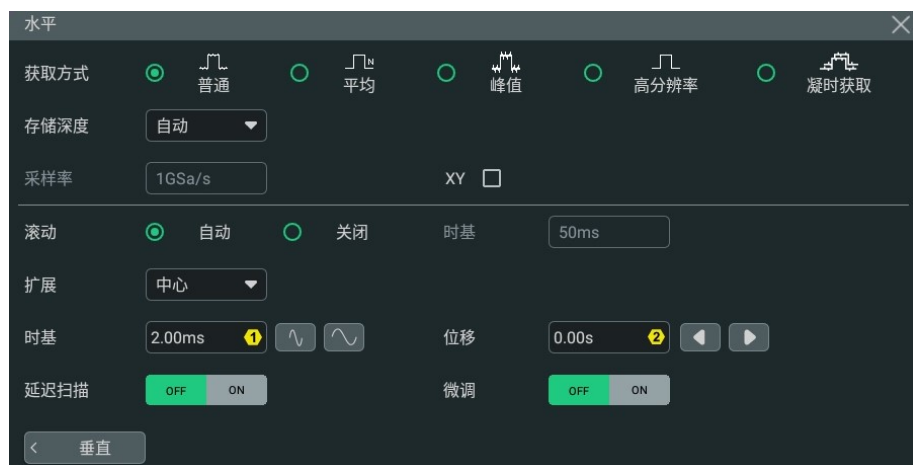 水平
获取方式 普通 平均 峰值 高分辨率 凝时获取
存储深度 自动
采样率 1GSa/s XY
滚动 自动 关闭 时基 50ms
扩展 中心
时基 2.00ms 1 位移 0.00s 2
延迟扫描 OFF ON 微调 OFF ON
垂直